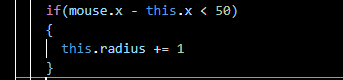 if(mouse.x - this.x < 50)
{
this.radius += 1
}